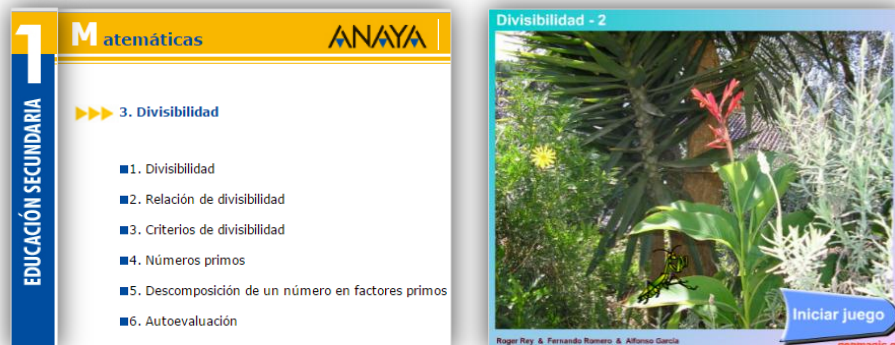 1
EDUCACIÓN SECUNDARIA
Matemáticas
ANAYA
3. Divisibilidad
1. Divisibilidad
2. Relación de divisibilidad
3. Criterios de divisibilidad
4. Números primos
5. Descomposición de un número en factores primos
6. Autoevaluación
Divisibilidad - 2
Iniciar juego
Roger Rey & Fernando Romero & Alfonso García